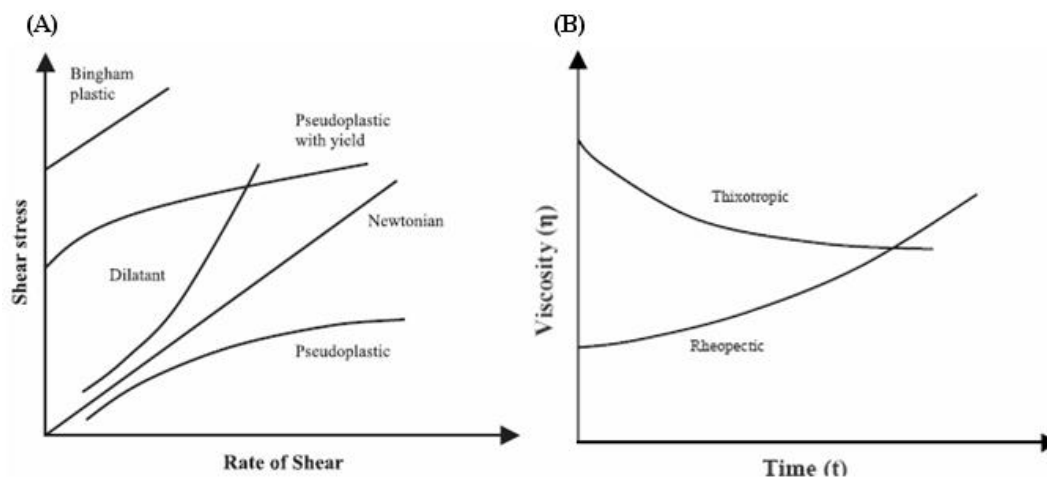 (A)
Bingham
plastic
Pseudoplastic
with yield
Newtonian
Dilatant
Pseudoplastic
Shear stress
Rate of Shear
(B)
Thixotropic
Rheopectic
Viscosity (η)
Time (t)